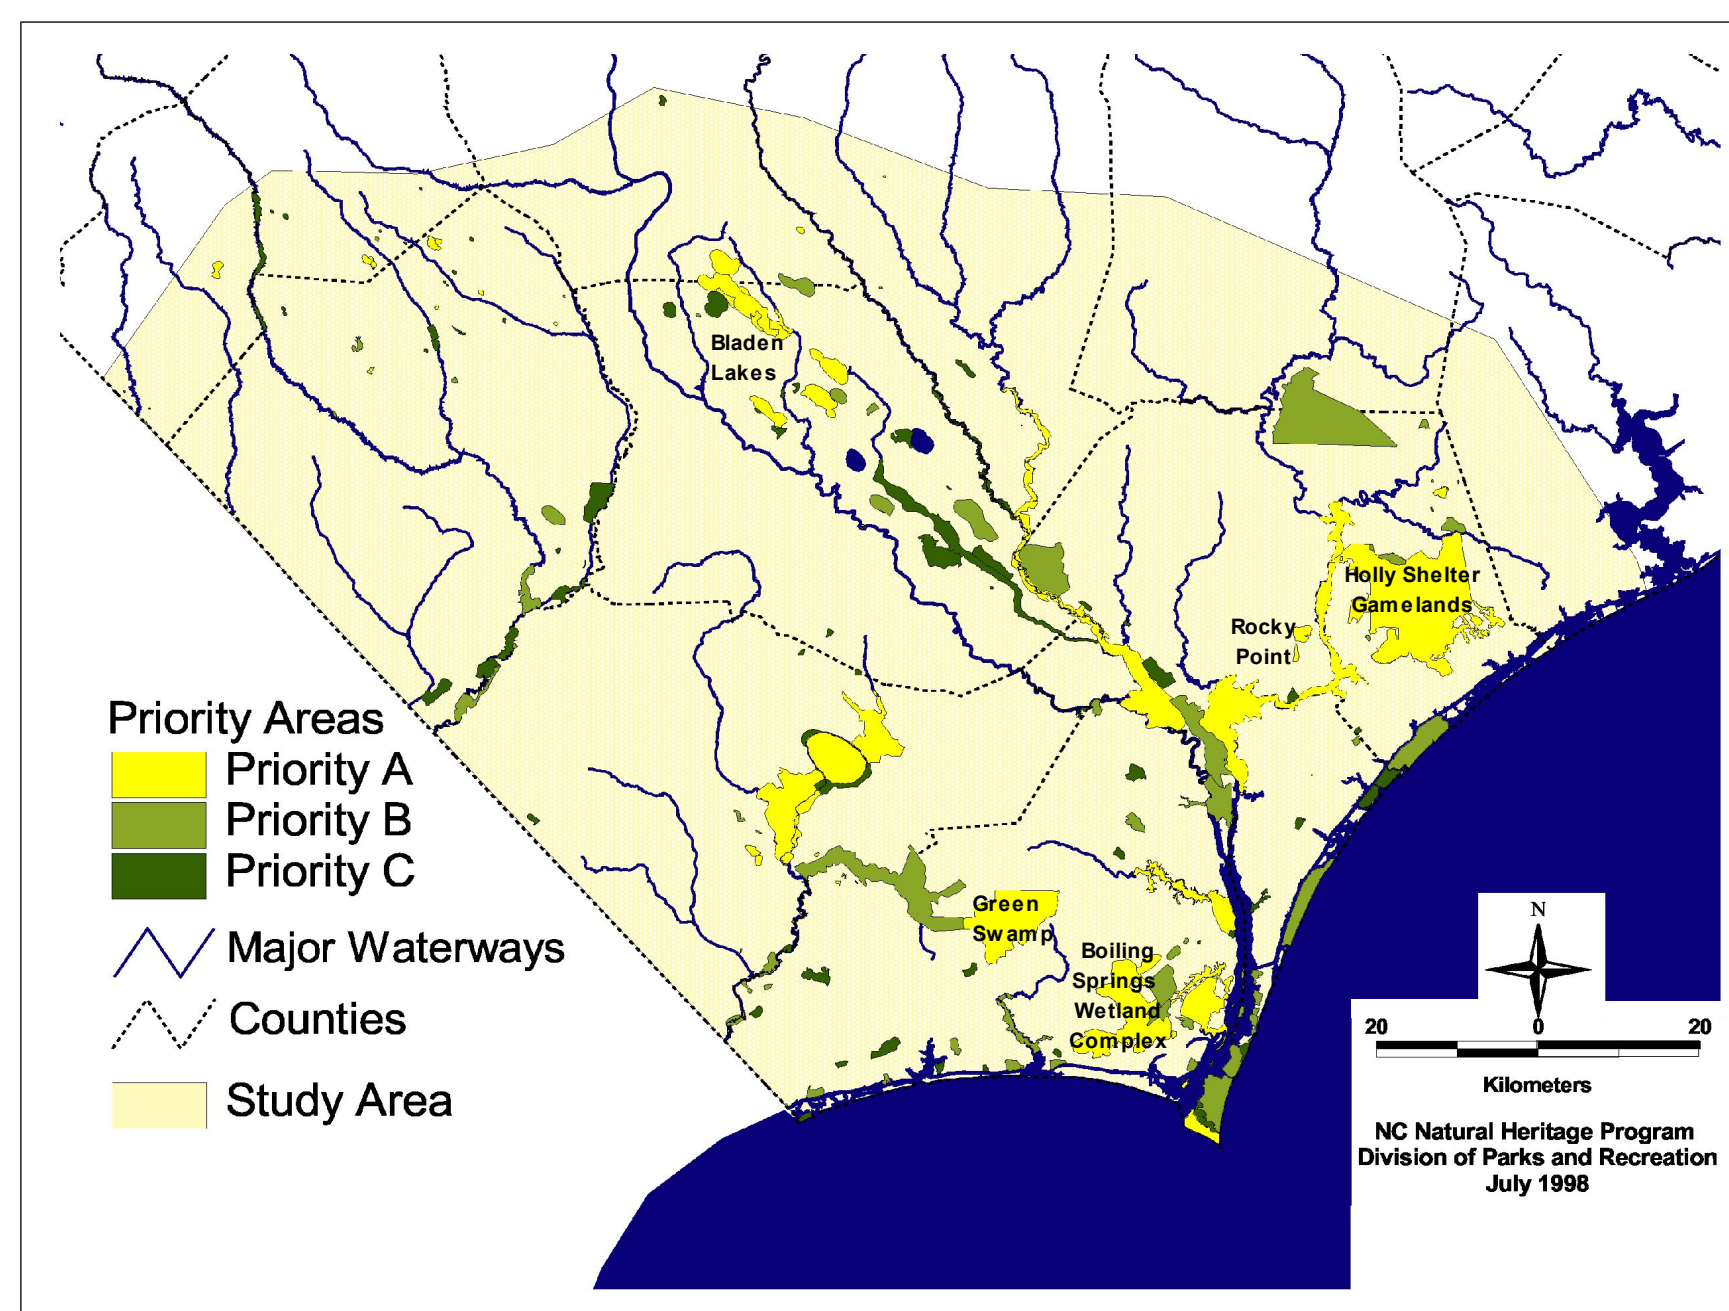 Bladen
Lakes
Holly Shelter
Gamelands
Rocky
Point
Priority Areas
Priority A
Priority B
Priority C
Major Waterways
Counties
Study Area
Green
Swamp
Boiling
Springs
Wetland
Complex
N
20 0 20
Kilometers
NC Natural Heritage Program
Division of Parks and Recreation
July 1998